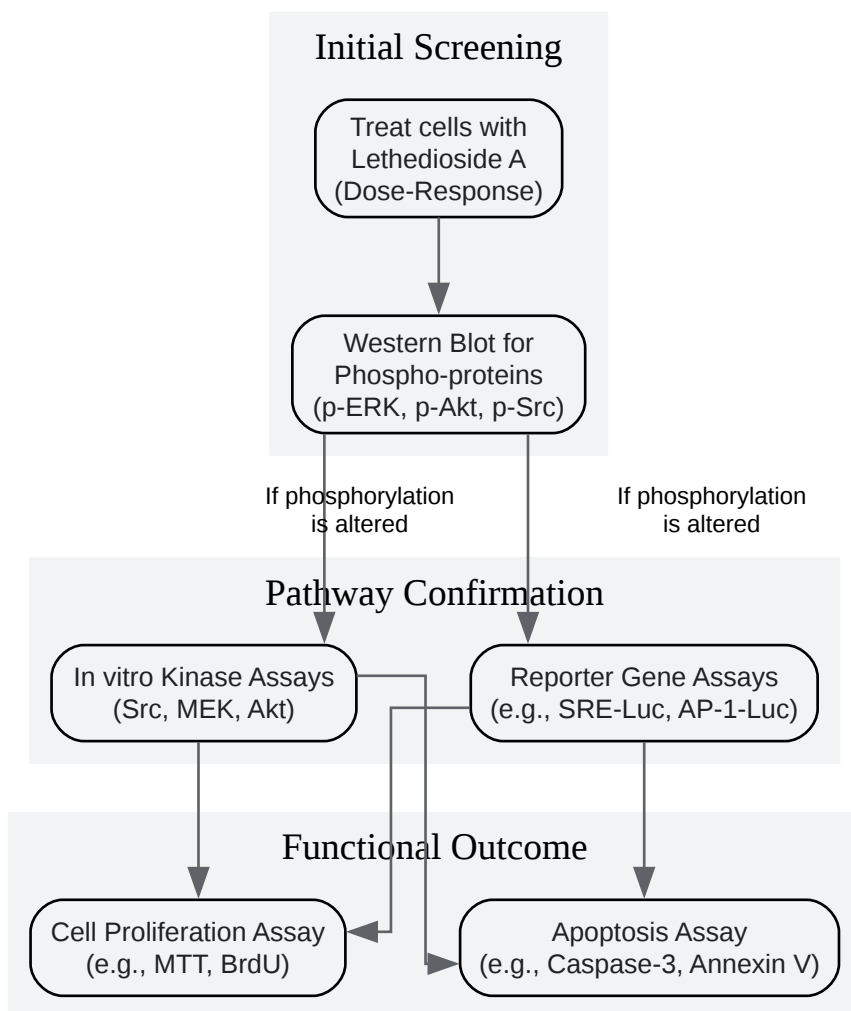 Initial Screening
Treat cells with
Lethedioside A
(Dose-Response)
Western Blot for
Phospho-proteins
(p-ERK, p-Akt, p-Src)
If phosphorylation
is altered
If phosphorylation
is altered
Pathway Confirmation
In vitro Kinase Assays
(Src, MEK, Akt)
Reporter Gene Assays
(e.g., SRE-Luc, AP-1-Luc)
Functional Outcome
Cell Proliferation Assay
(e.g., MTT, BrdU)
Apoptosis Assay
(e.g., Caspase-3, Annexin V)